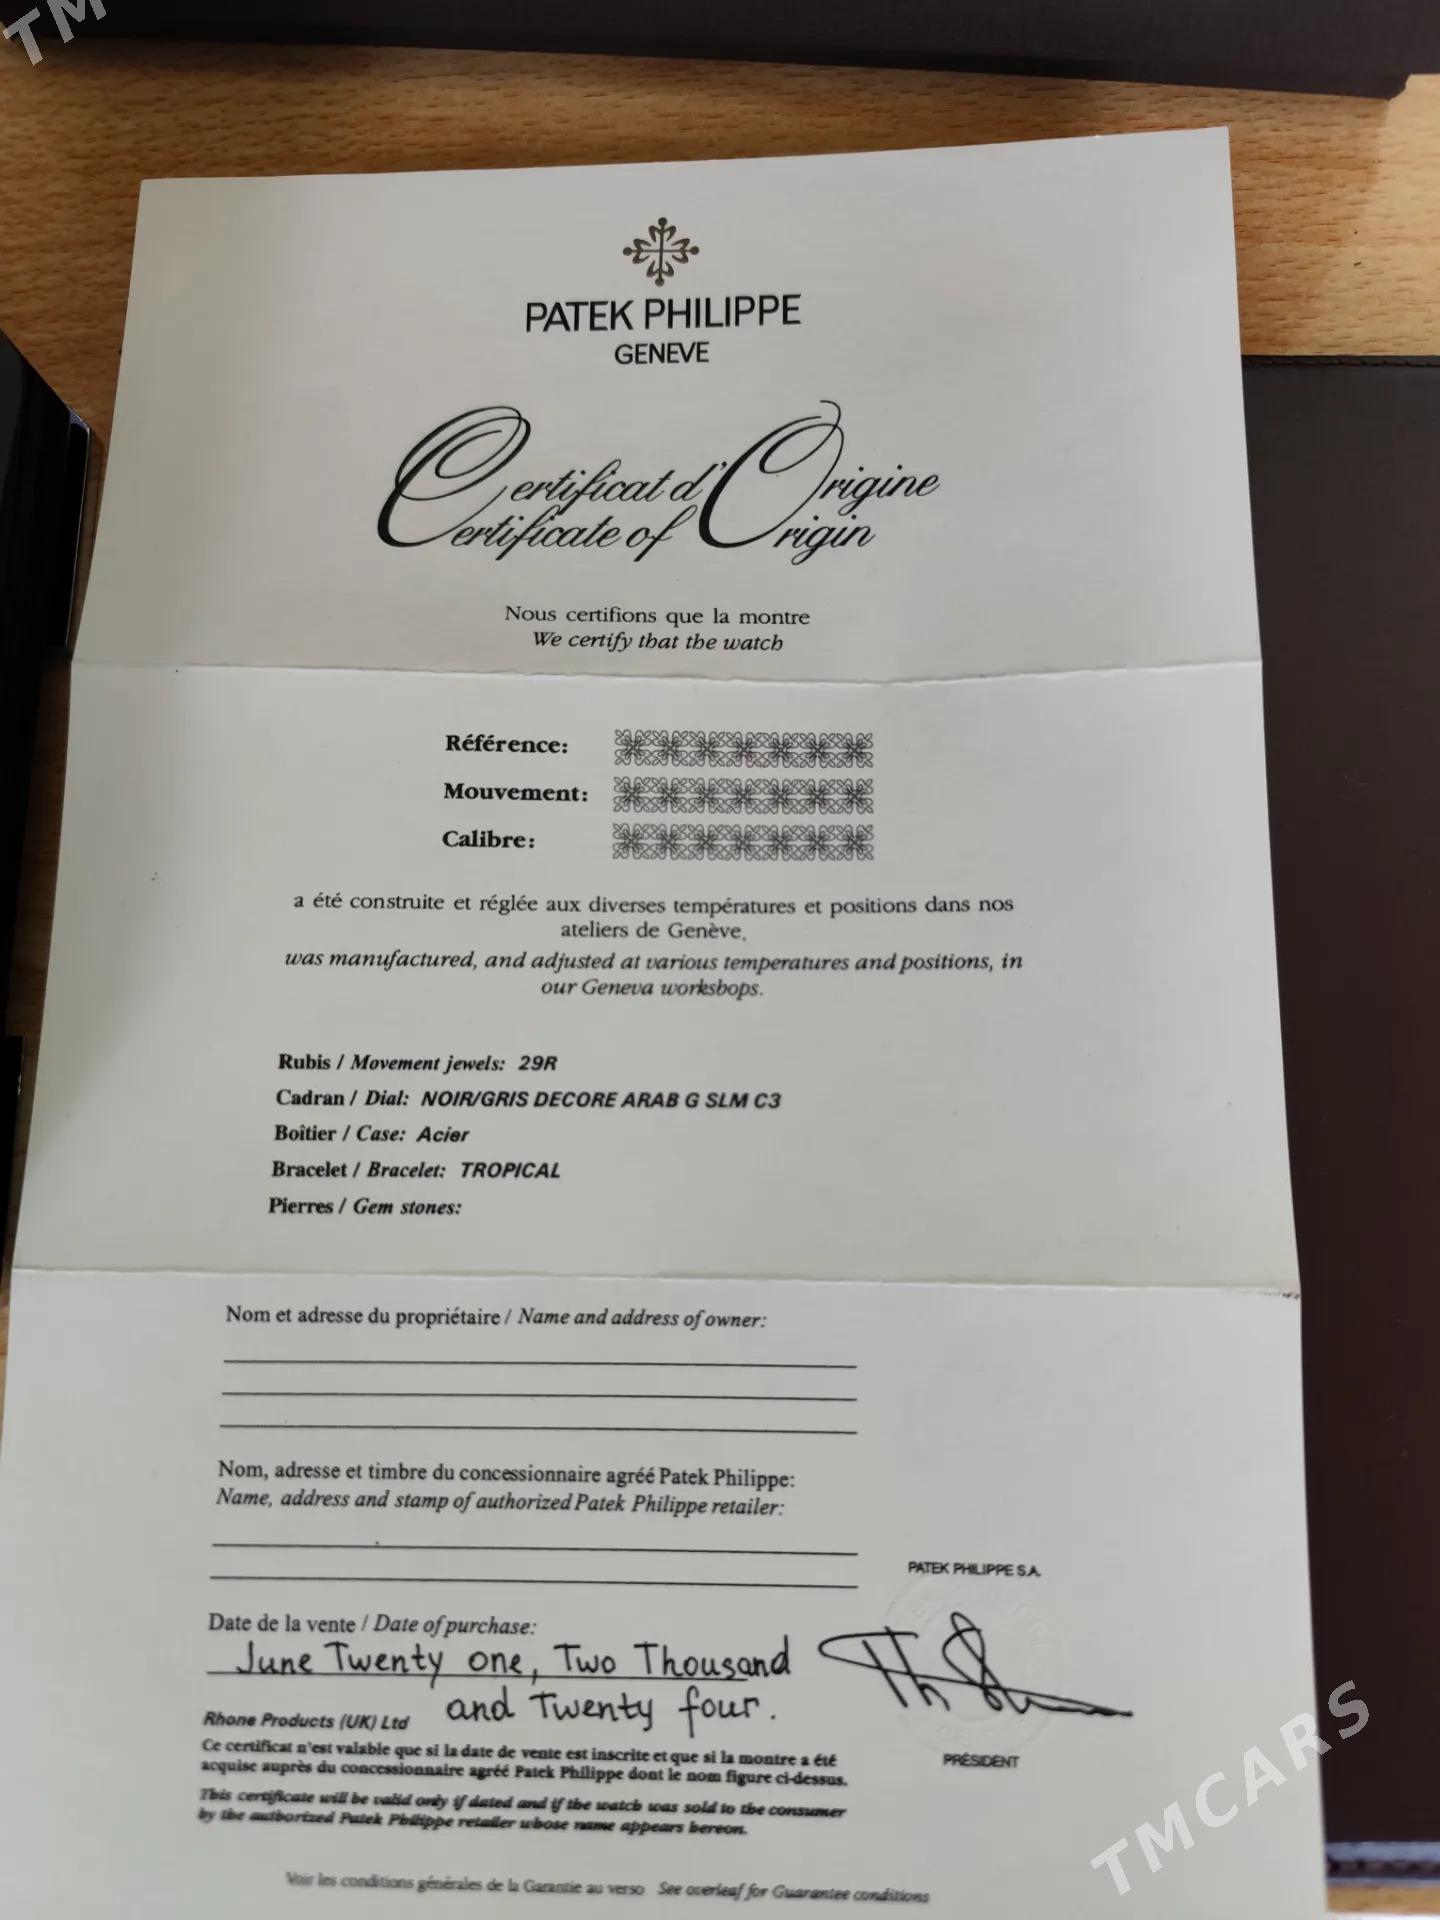 TM
PATEK PHILIPPE
GENEVE
Certificat d'Origine
Certificate of Origin
Nous certifions que la montre
We certify that the watch
Référence:
Mouvement:
Calibre:
a été construite et réglée aux diverses températures et positions dans nos
ateliers de Genève.
was manufactured, and adjusted at various temperatures and positions, in
our Geneva workshops.
Rubis / Movement jewels: 29R
Cadran / Dial: NOIR/GRIS DECORE ARAB G SLM C3
Boîtier / Case: Acier
Bracelet / Bracelet: TROPICAL
Pierres / Gem stones:
Nom et adresse du propriétaire / Name and address of owner:
Nom, adresse et timbre du concessionnaire agréé Patek Philippe:
Name, address and stamp of authorized Patek Philippe retailer:
PATEK PHILIPPE S.A.
Date de la vente / Date of purchase:
June Twenty one, Two Thousand
and Twenty four.
Rhone Products (UK) Ltd
Ce certificat n'est valable que si la date de vente est inscrite et que si la montre a été
acquise auprès du concessionnaire agréé Patek Philippe dont le nom figure ci-dessus.
PRÉSIDENT
This certificate will be valid only if dated and if the watch was sold to the consumer
by the authorized Patek Philippe retailer whose name appears hereon.
Voir les conditions générales de la Garantie au verso See overleaf for Guarantee conditions
TMCARS